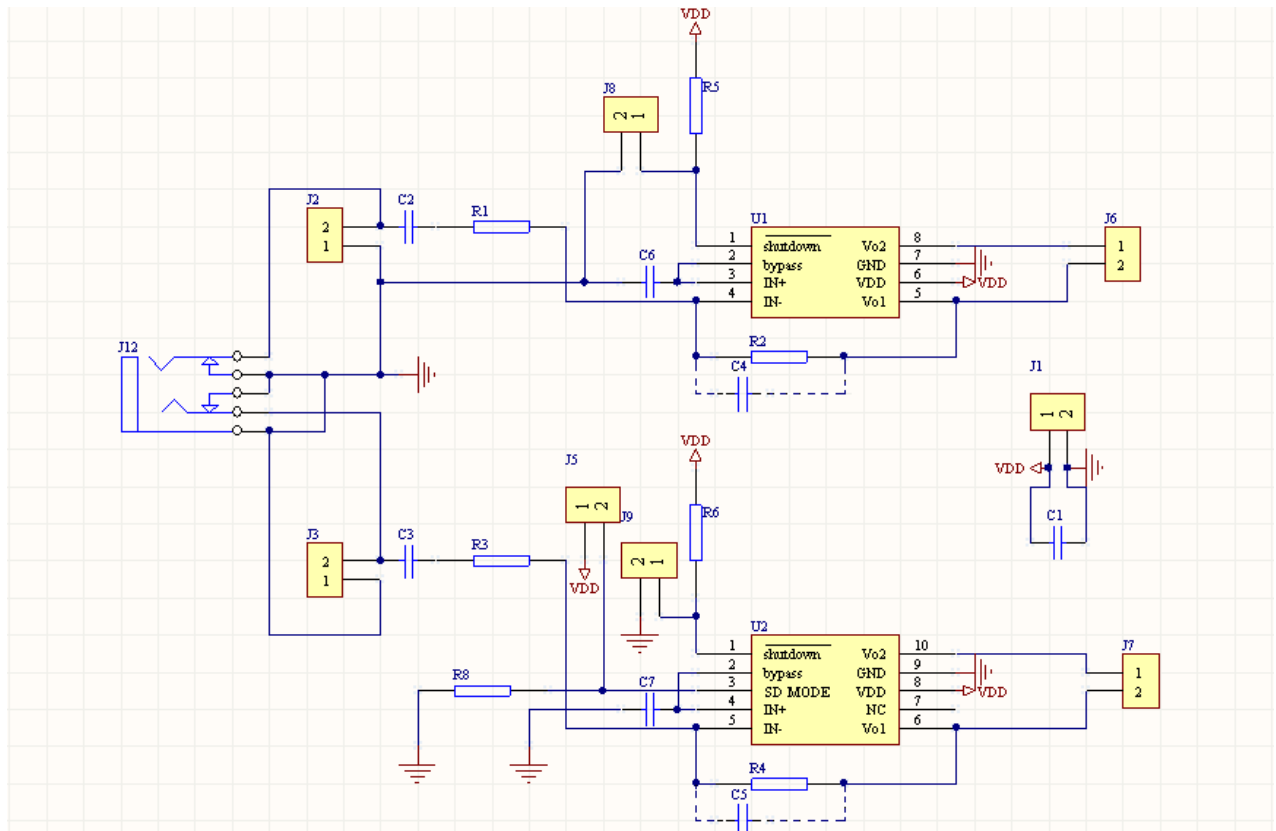 VDD
J8
R5
2 1
J2
C2
R1
U1
J6
2
1
1 shutdown Vo2 8
2 bypass GND 7
3 IN+ VDD 6 VDD
4 IN- Vo1 5
1
2
C6
J12
R2
C4
J1
1 2
VDD
C1
VDD
J5
R6
1 2
J9
J3
C3
R3
2
1
2 1
VDD
U2
J7
1 shutdown Vo2 10
2 bypass GND 9
3 SD MODE VDD 8 VDD
4 IN+ NC 7
5 IN- Vo1 6
1
2
R8
C7
R4
C5